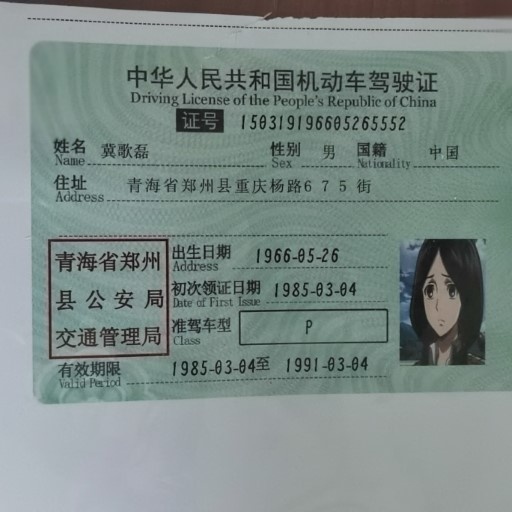 中华人民共和国机动车驾驶证
Driving License of the People's Republic of China
证号 150319196605265552
姓名 冀歌磊 性别 男 国籍 中国
Name Sex Nationality
住址 青海省郑州县重庆杨路675街
Address
青海省郑州
县公安局
交通管理局
出生日期 1966-05-26
Address
初次领证日期 1985-03-04
Date of First Issue
准驾车型 P
Class
有效期限 1985-03-04至 1991-03-04
Valid Period